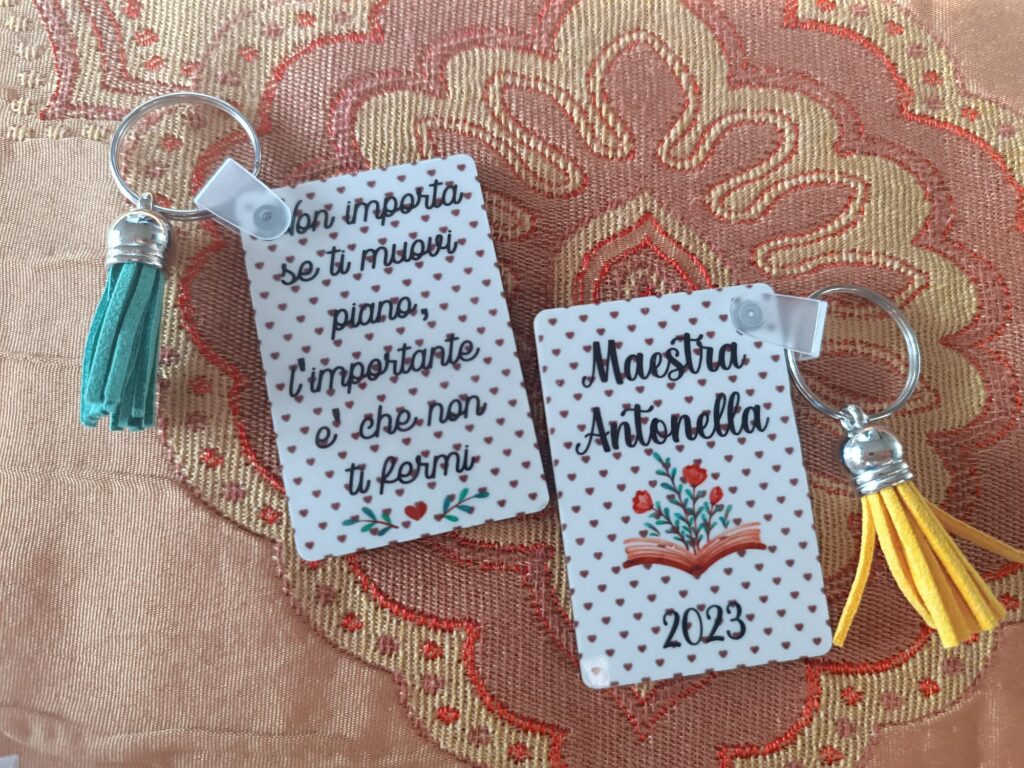 Non importa
se ti muovi
piano,
l'importante
e' che non
ti fermi
Maestra
Antonella
2023